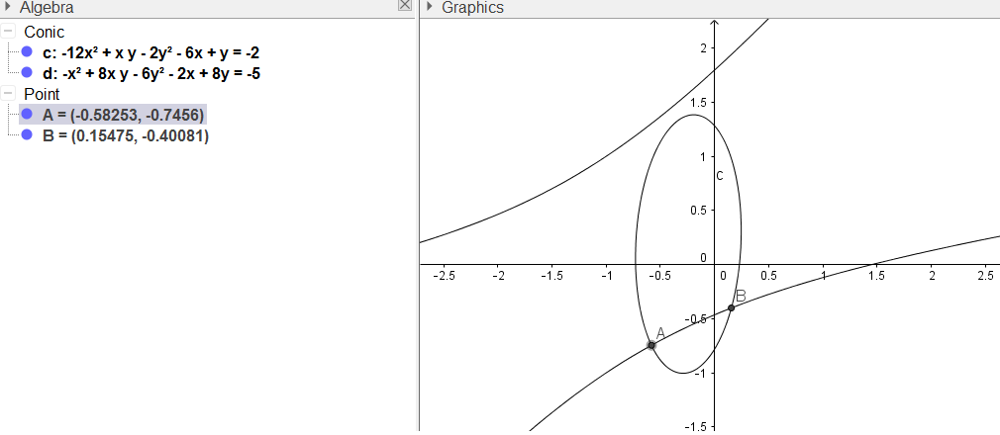 Algebra
Conic
c: -12x² + x y - 2y² - 6x + y = -2
d: -x² + 8x y - 6y² - 2x + 8y = -5
Point
A = (-0.58253, -0.7456)
B = (0.15475, -0.40081)
Graphics
2
1.5
1
c
0.5
0
-2.5 -2 -1.5 -1 -0.5 0 0.5 1 1.5 2 2.5
B
-0.5
A
-1
-1.5